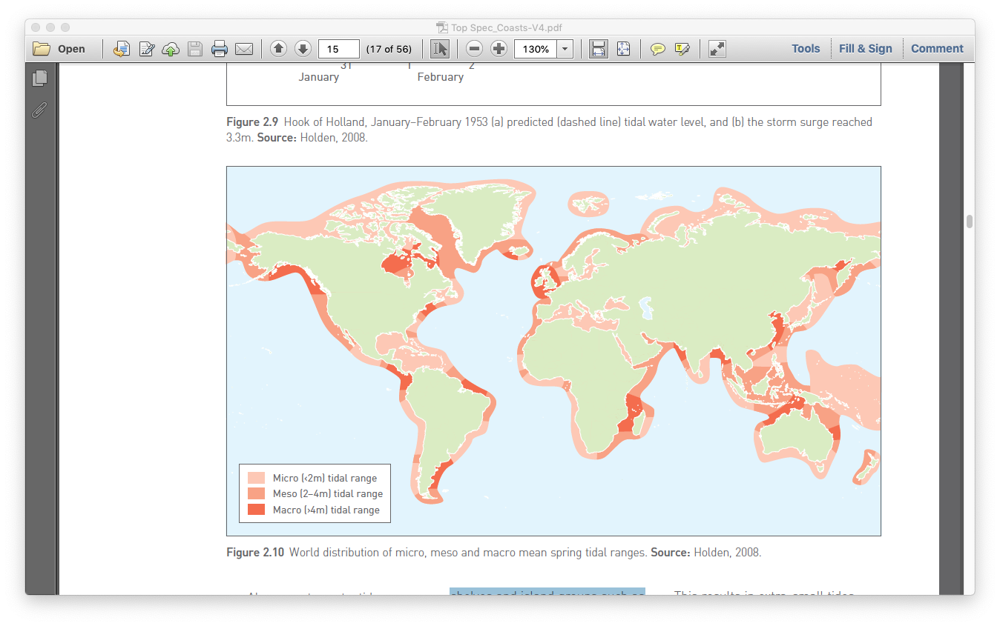 Top Spec_Coasts-V4.pdf
Open
15
(17 of 56)
130%
Tools
Fill & Sign
Comment
31 1 2
January February
Figure 2.9 Hook of Holland, January–February 1953 (a) predicted (dashed line) tidal water level, and (b) the storm surge reached
3.3m. Source: Holden, 2008.
Micro (<2m) tidal range
Meso (2–4m) tidal range
Macro (>4m) tidal range
Figure 2.10 World distribution of micro, meso and macro mean spring tidal ranges. Source: Holden, 2008.
shelves and island groups such as
This results in extra-small tides